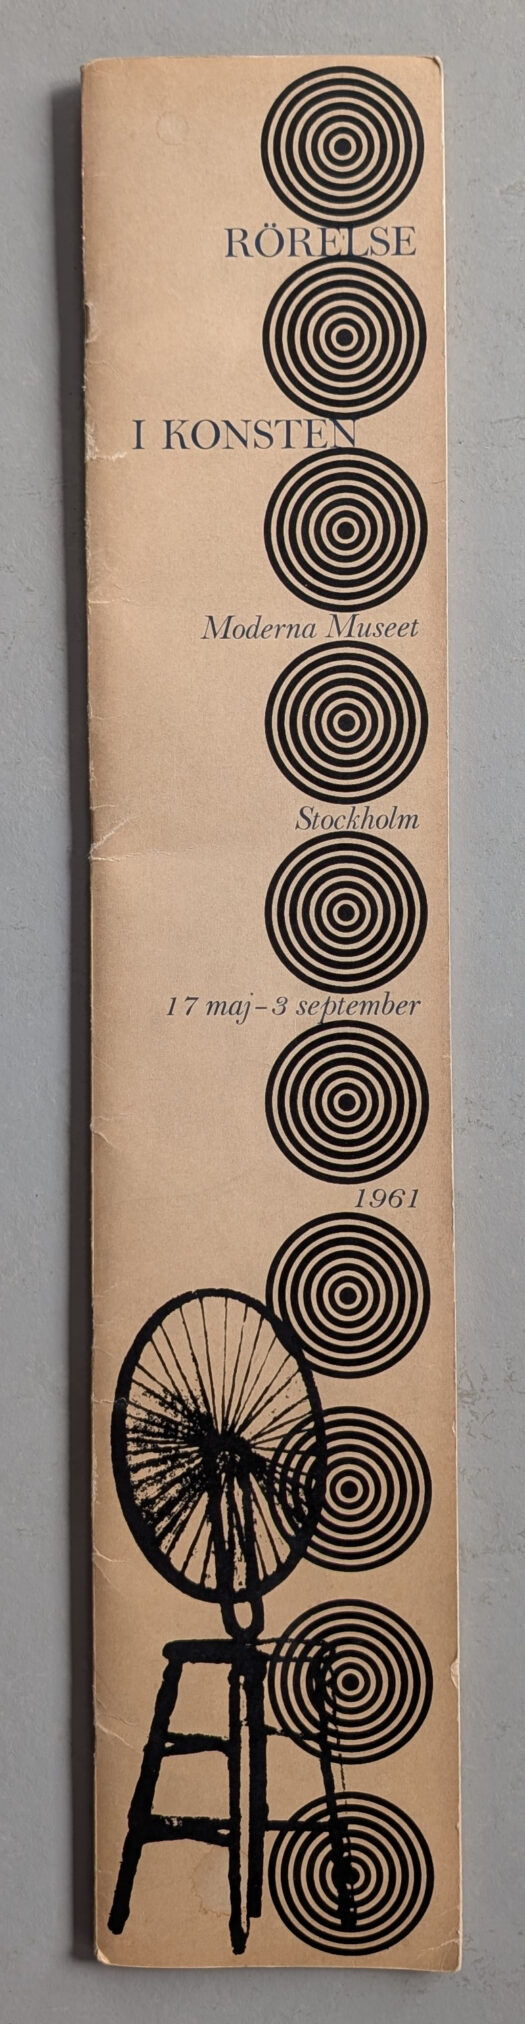 RÖRELSE
I KONSTEN
Moderna Museet
Stockholm
17 maj–3 september
1961